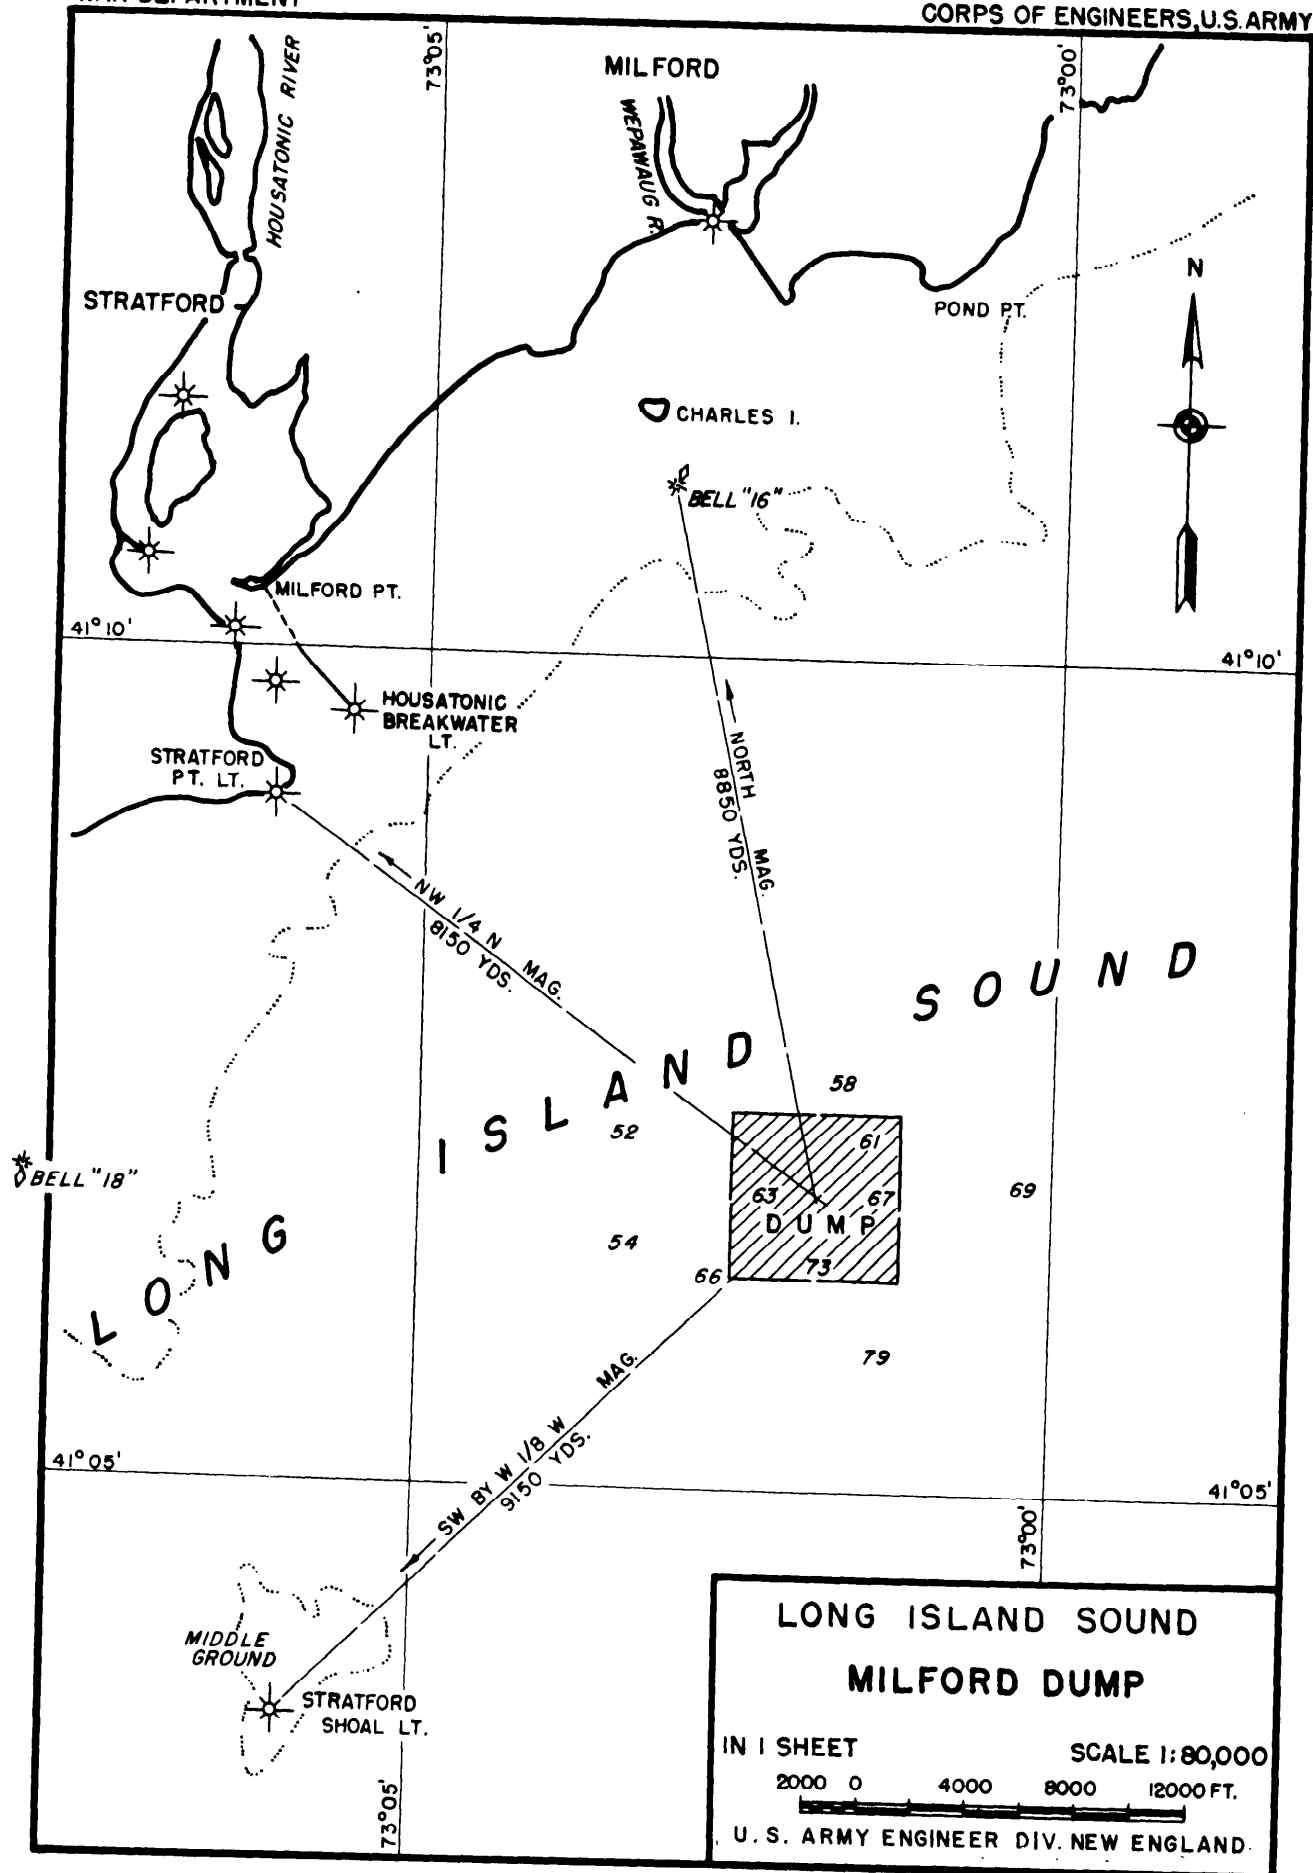 CORPS OF ENGINEERS, U.S. ARMY
73°05'
73°00'
MILFORD
HOUSATONIC RIVER
WEPAWAUG R.
N
STRATFORD
POND PT.
CHARLES I.
BELL "16"
MILFORD PT.
41°10'
41°10'
HOUSATONIC
BREAKWATER
LT.
STRATFORD
PT. LT.
NORTH MAG.
8850 YDS.
NW 1/4 N MAG.
8150 YDS.
LONG ISLAND SOUND
58
52
61
BELL "18"
63
67
69
DUMP
54
73
66
79
SW BY W 1/8 W MAG.
9150 YDS.
41°05'
41°05'
73°00'
MIDDLE
GROUND
STRATFORD
SHOAL LT.
73°05'
LONG ISLAND SOUND
MILFORD DUMP
IN 1 SHEET SCALE 1:80,000
2000 0 4000 8000 12000 FT.
U.S. ARMY ENGINEER DIV. NEW ENGLAND